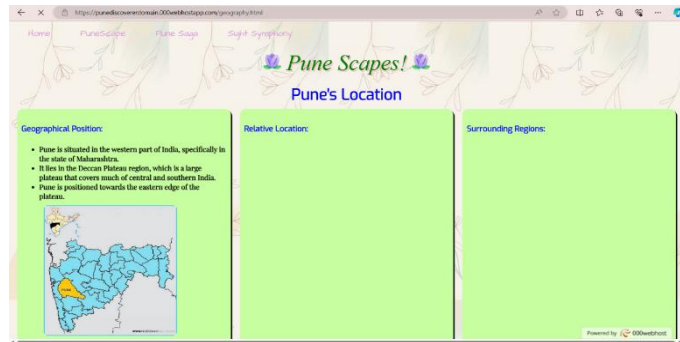 https://punediscovererdomain.000webhostapp.com/geography.html
Home PuneScape Pune Saga Sight Symphony
Pune Scapes!
Pune's Location
Geographical Position:
• Pune is situated in the western part of India, specifically in
the state of Maharashtra.
• It lies in the Deccan Plateau region, which is a large
plateau that covers much of central and southern India.
• Pune is positioned towards the eastern edge of the
plateau.
Relative Location:
Surrounding Regions:
Powered by 000webhost